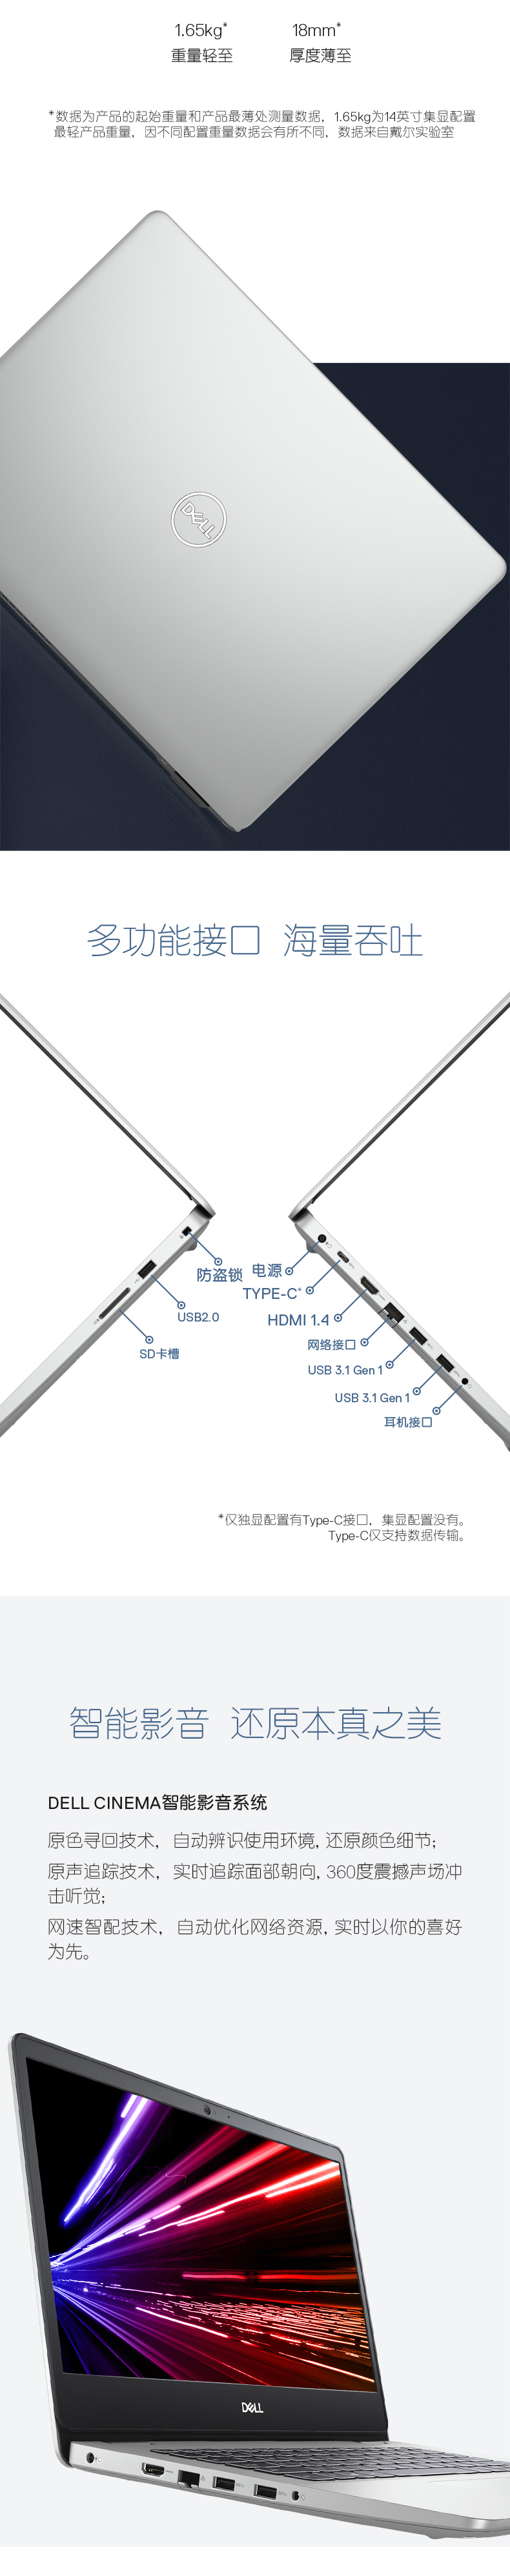 1.65kg* 18mm*
重量轻至 厚度薄至
*数据为产品的起始重量和产品最薄处测量数据，1.65kg为14英寸集显配置
最轻产品重量，因不同配置重量数据会有所不同，数据来自戴尔实验室
DELL
多功能接口 海量吞吐
防盗锁
USB2.0
SD卡槽
电源
TYPE-C*
HDMI 1.4
网络接口
USB 3.1 Gen 1
USB 3.1 Gen 1
耳机接口
*仅独显配置有Type-C接口，集显配置没有。
Type-C仅支持数据传输。
智能影音 还原本真之美
DELL CINEMA智能影音系统
原色寻回技术，自动辨识使用环境，还原颜色细节；
原声追踪技术，实时追踪面部朝向，360度震撼声场冲
击听觉；
网速智配技术，自动优化网络资源，实时以你的喜好
为先。
DELL